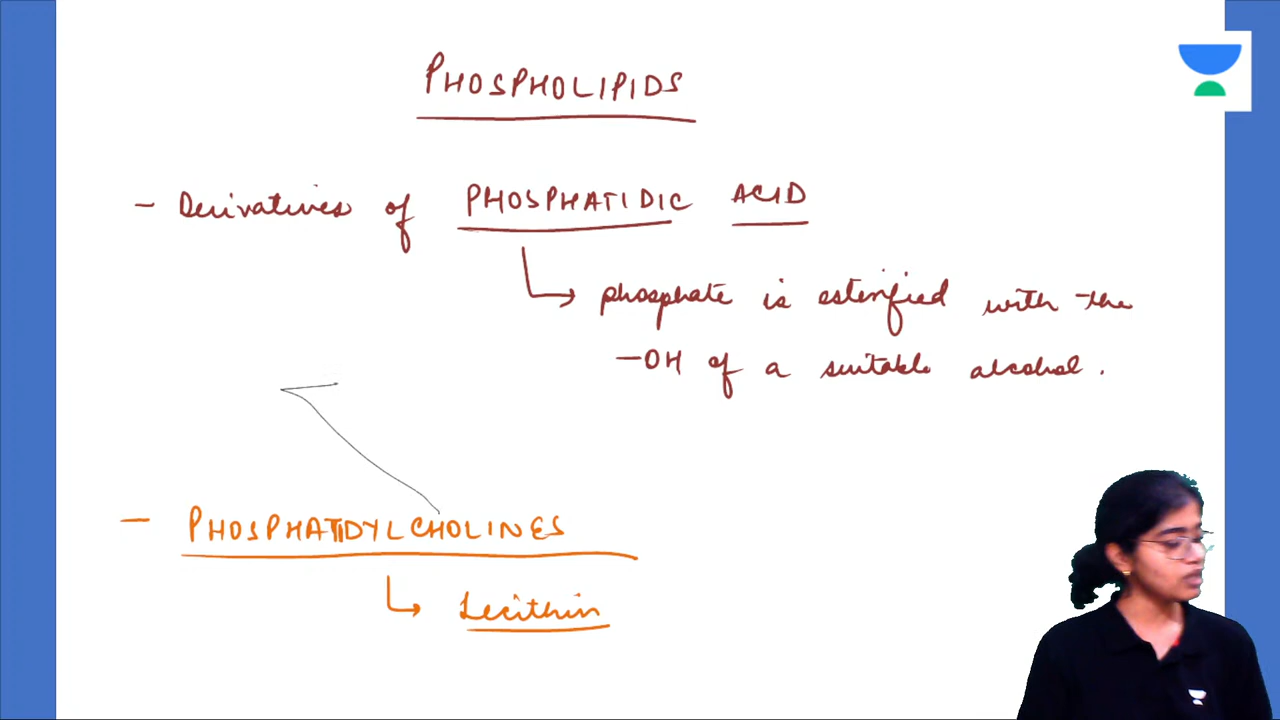 PHOSPHOLIPIDS
- Derivatives of PHOSPHATIDIC ACID
phosphate is esterified with the
-OH of a suitable alcohol.
- PHOSPHATIDYLCHOLINES
Lecithin